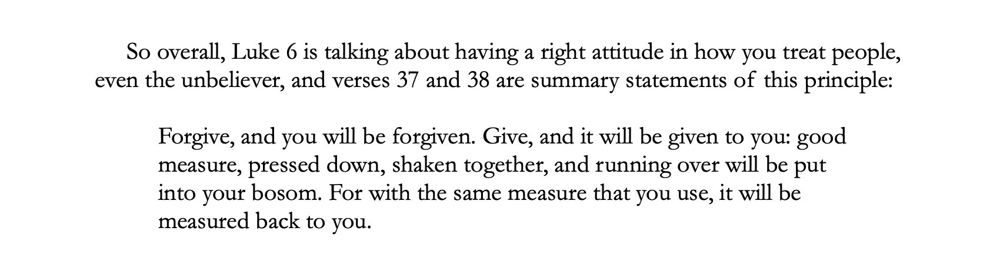 So overall, Luke 6 is talking about having a right attitude in how you treat people,
even the unbeliever, and verses 37 and 38 are summary statements of this principle:
Forgive, and you will be forgiven. Give, and it will be given to you: good
measure, pressed down, shaken together, and running over will be put
into your bosom. For with the same measure that you use, it will be
measured back to you.